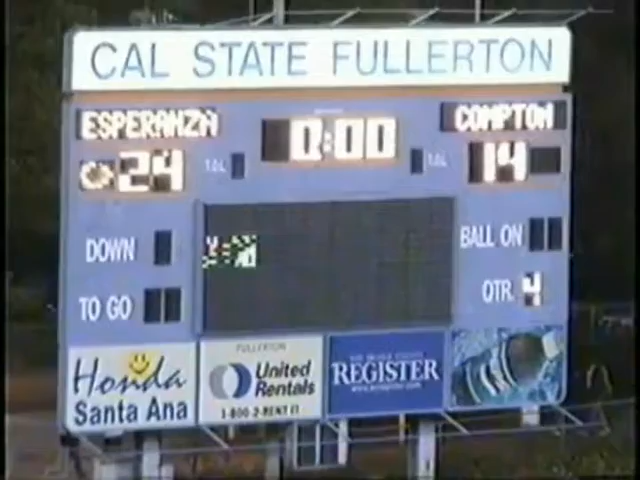 CAL STATE FULLERTON
ESPERANZA 0:00 COMPTON
24 T.O.L. T.O.L. 14
DOWN
BALL ON
TO GO
QTR. 4
Honda
Santa Ana
FULLERTON
United
Rentals
1-800-2-RENT IT
REGISTER